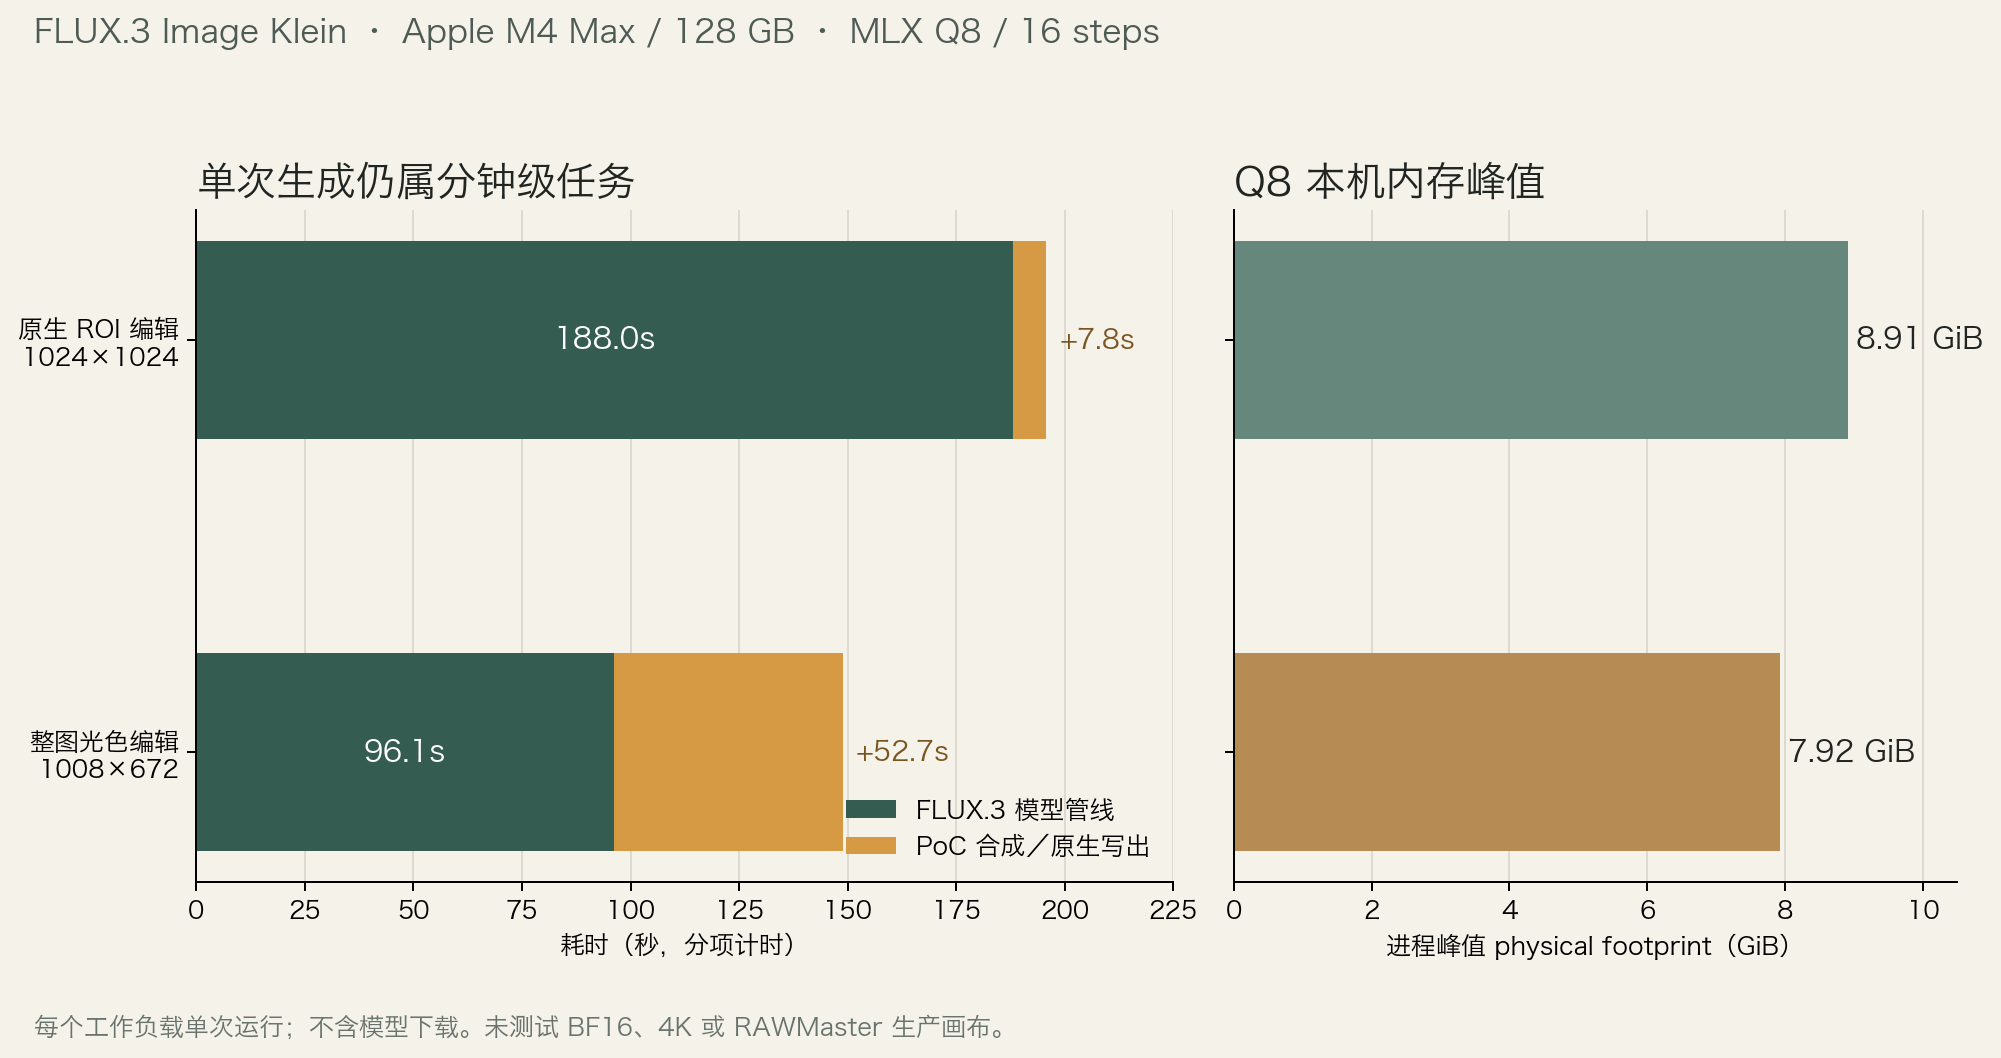 FLUX.3 Image Klein · Apple M4 Max / 128 GB · MLX Q8 / 16 steps
单次生成仍属分钟级任务
原生 ROI 编辑
1024×1024
188.0s
+7.8s
整图光色编辑
1008×672
96.1s
+52.7s
FLUX.3 模型管线
PoC 合成／原生写出
0 25 50 75 100 125 150 175 200 225
耗时（秒，分项计时）
Q8 本机内存峰值
8.91 GiB
7.92 GiB
0 2 4 6 8 10
进程峰值 physical footprint（GiB）
每个工作负载单次运行；不含模型下载。未测试 BF16、4K 或 RAWMaster 生产画布。